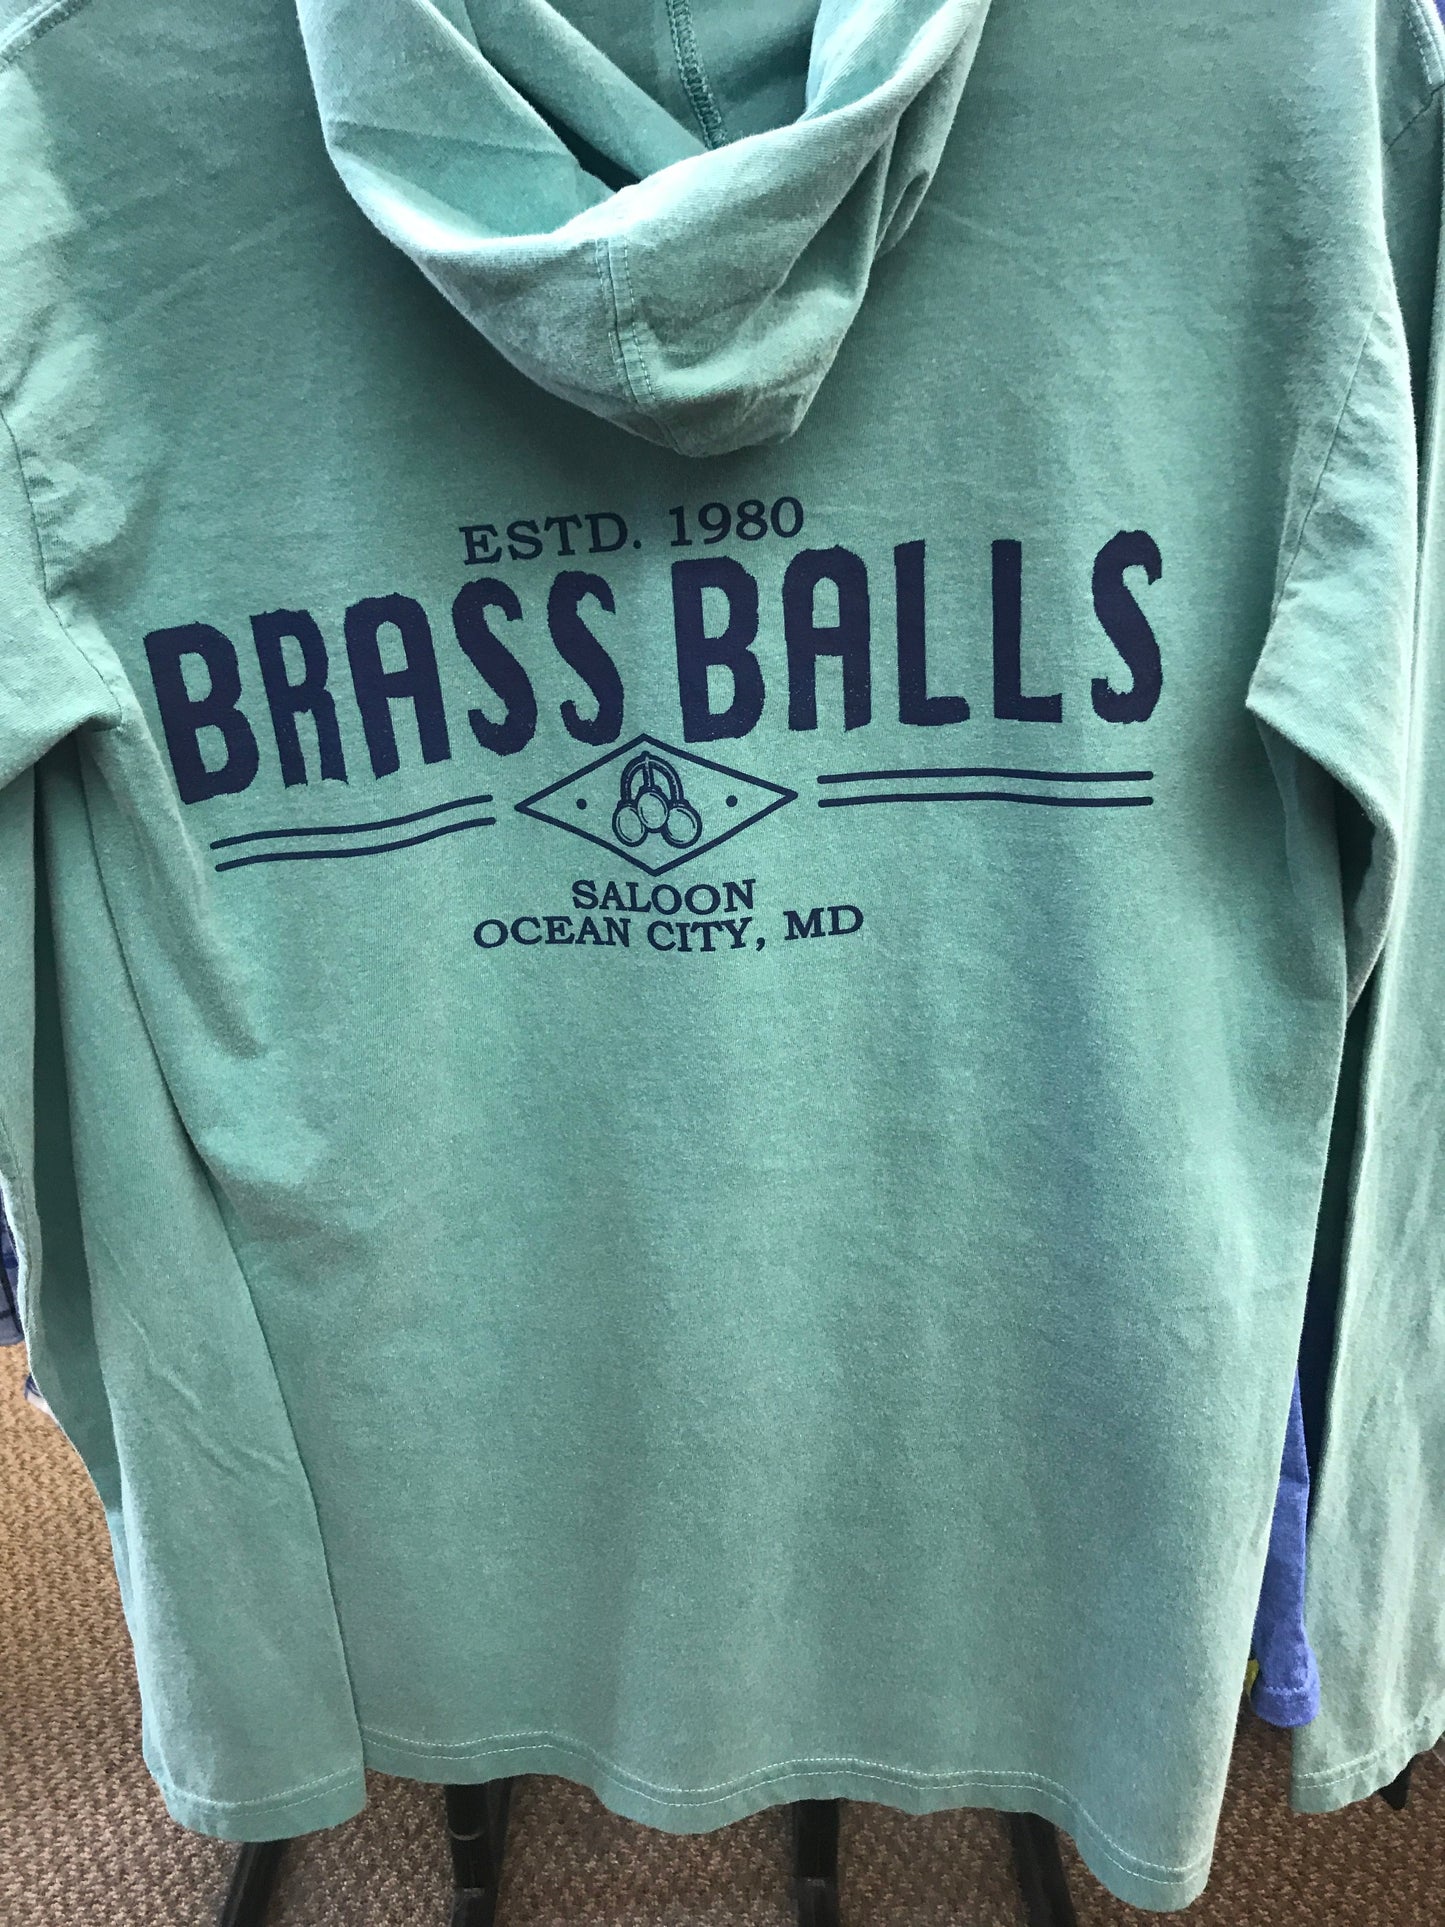 ESTD. 1980
BRASS BALLS
SALOON
OCEAN CITY, MD